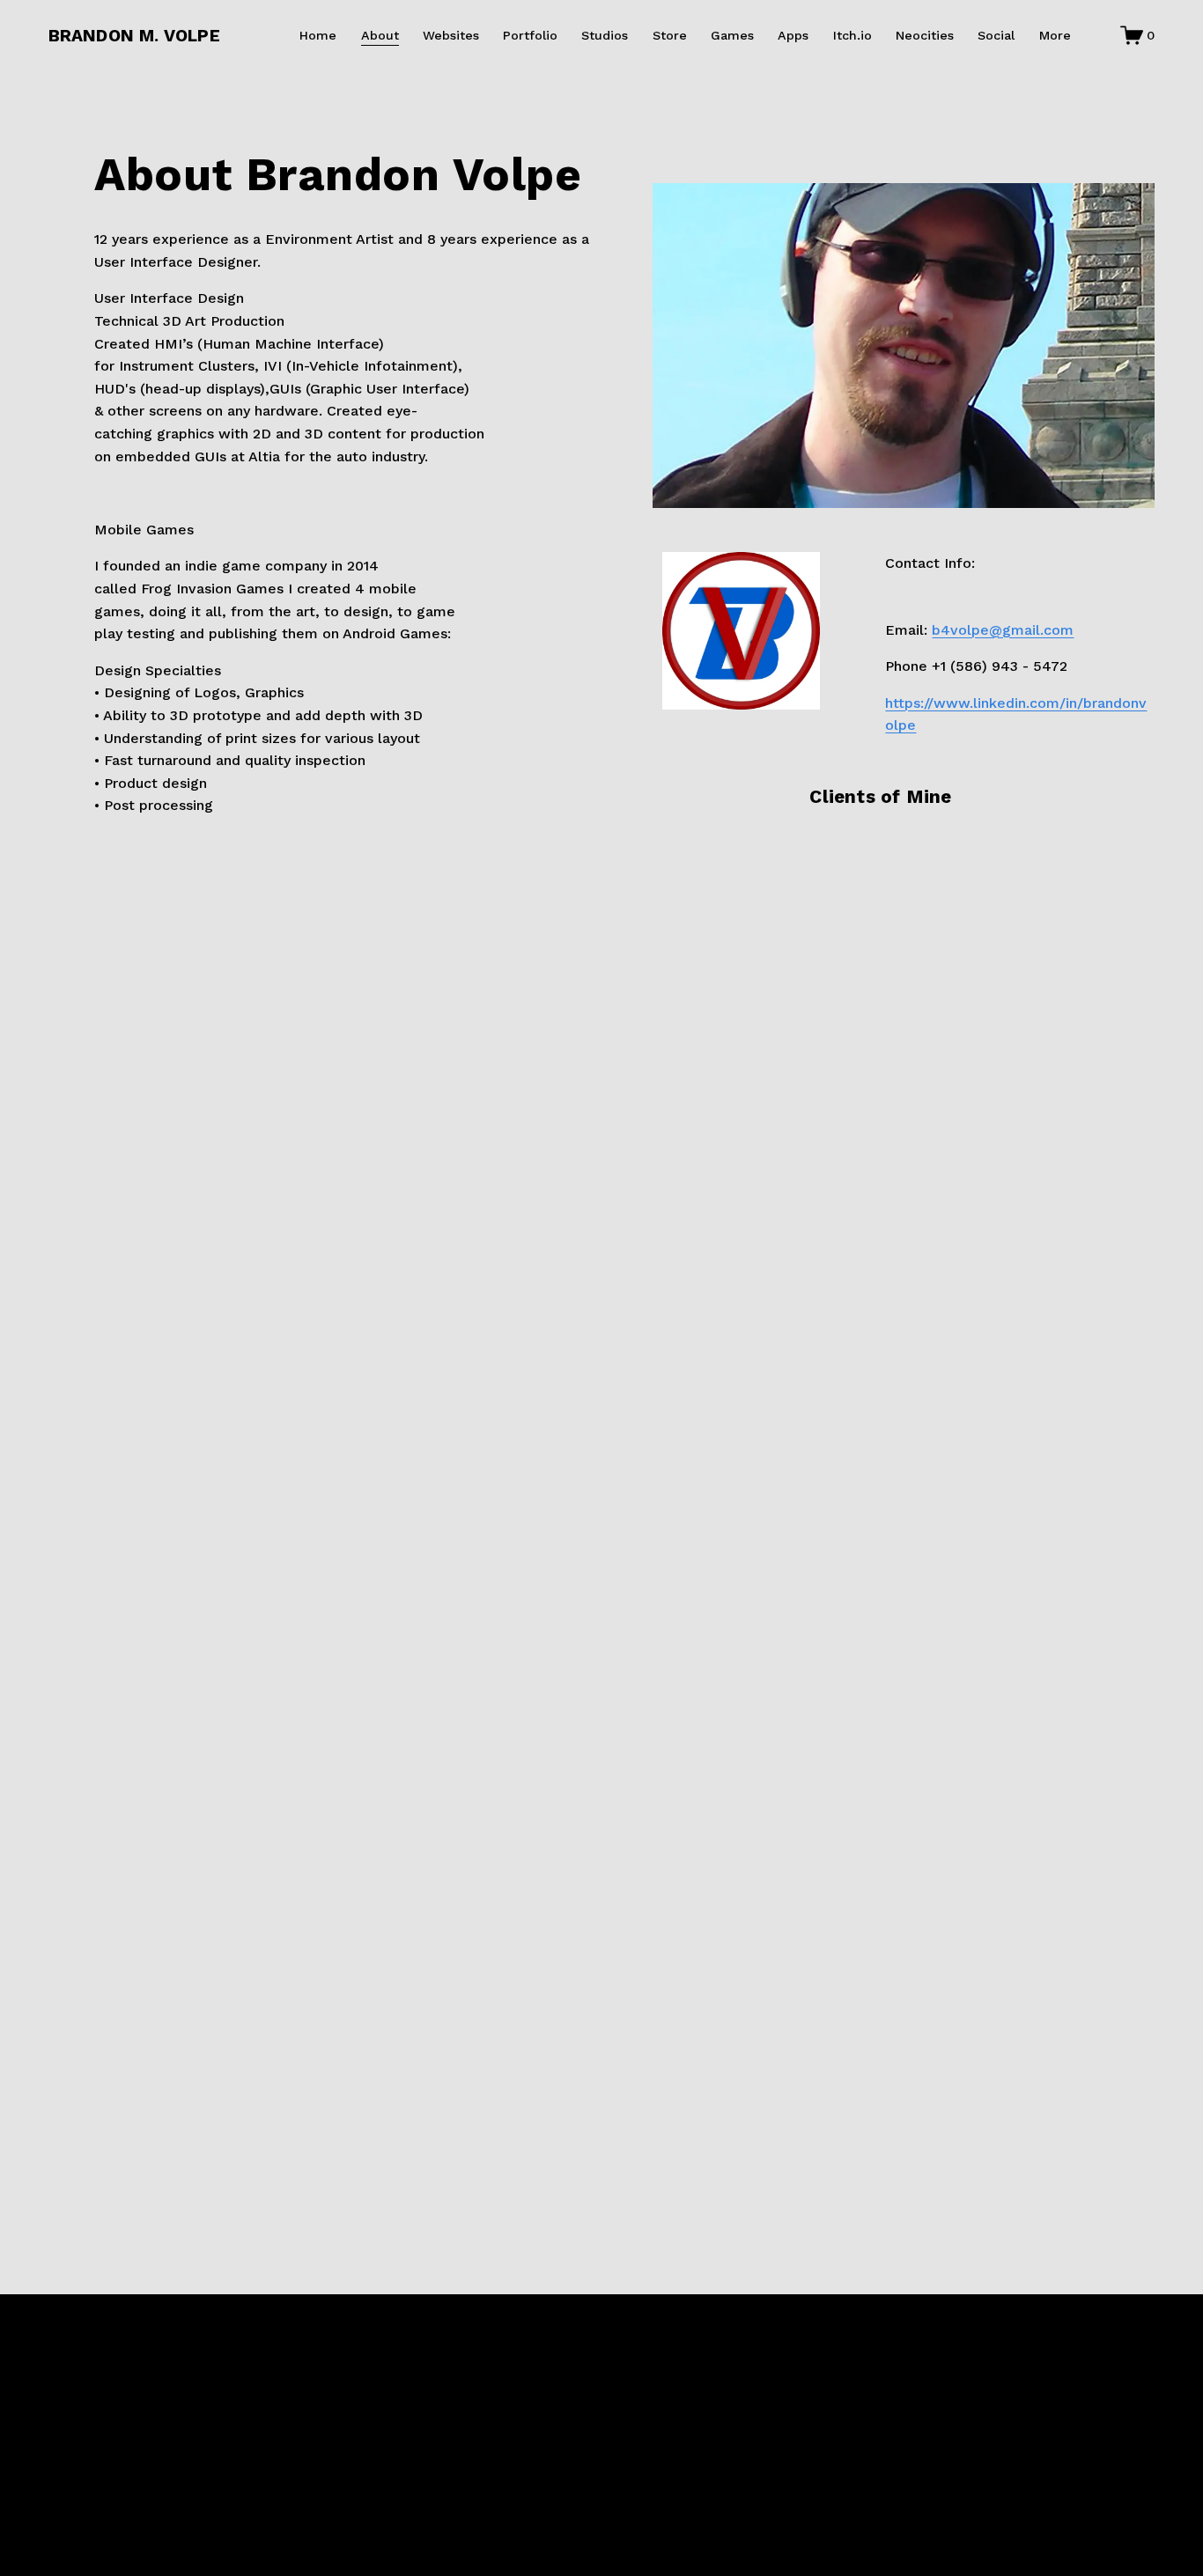 BRANDON M. VOLPE
Home About Websites Portfolio Studios Store Games Apps Itch.io Neocities Social More 0
About Brandon Volpe
12 years experience as a Environment Artist and 8 years experience as a
User Interface Designer.
User Interface Design
Technical 3D Art Production
Created HMI’s (Human Machine Interface)
for Instrument Clusters, IVI (In-Vehicle Infotainment),
HUD's (head-up displays),GUIs (Graphic User Interface)
& other screens on any hardware. Created eye-
catching graphics with 2D and 3D content for production
on embedded GUIs at Altia for the auto industry.
Mobile Games
I founded an indie game company in 2014
called Frog Invasion Games I created 4 mobile
games, doing it all, from the art, to design, to game
play testing and publishing them on Android Games:
Design Specialties
• Designing of Logos, Graphics
• Ability to 3D prototype and add depth with 3D
• Understanding of print sizes for various layout
• Fast turnaround and quality inspection
• Product design
• Post processing
BV
Contact Info:
Email: b4volpe@gmail.com
Phone +1 (586) 943 - 5472
https://www.linkedin.com/in/brandonv
olpe
Clients of Mine